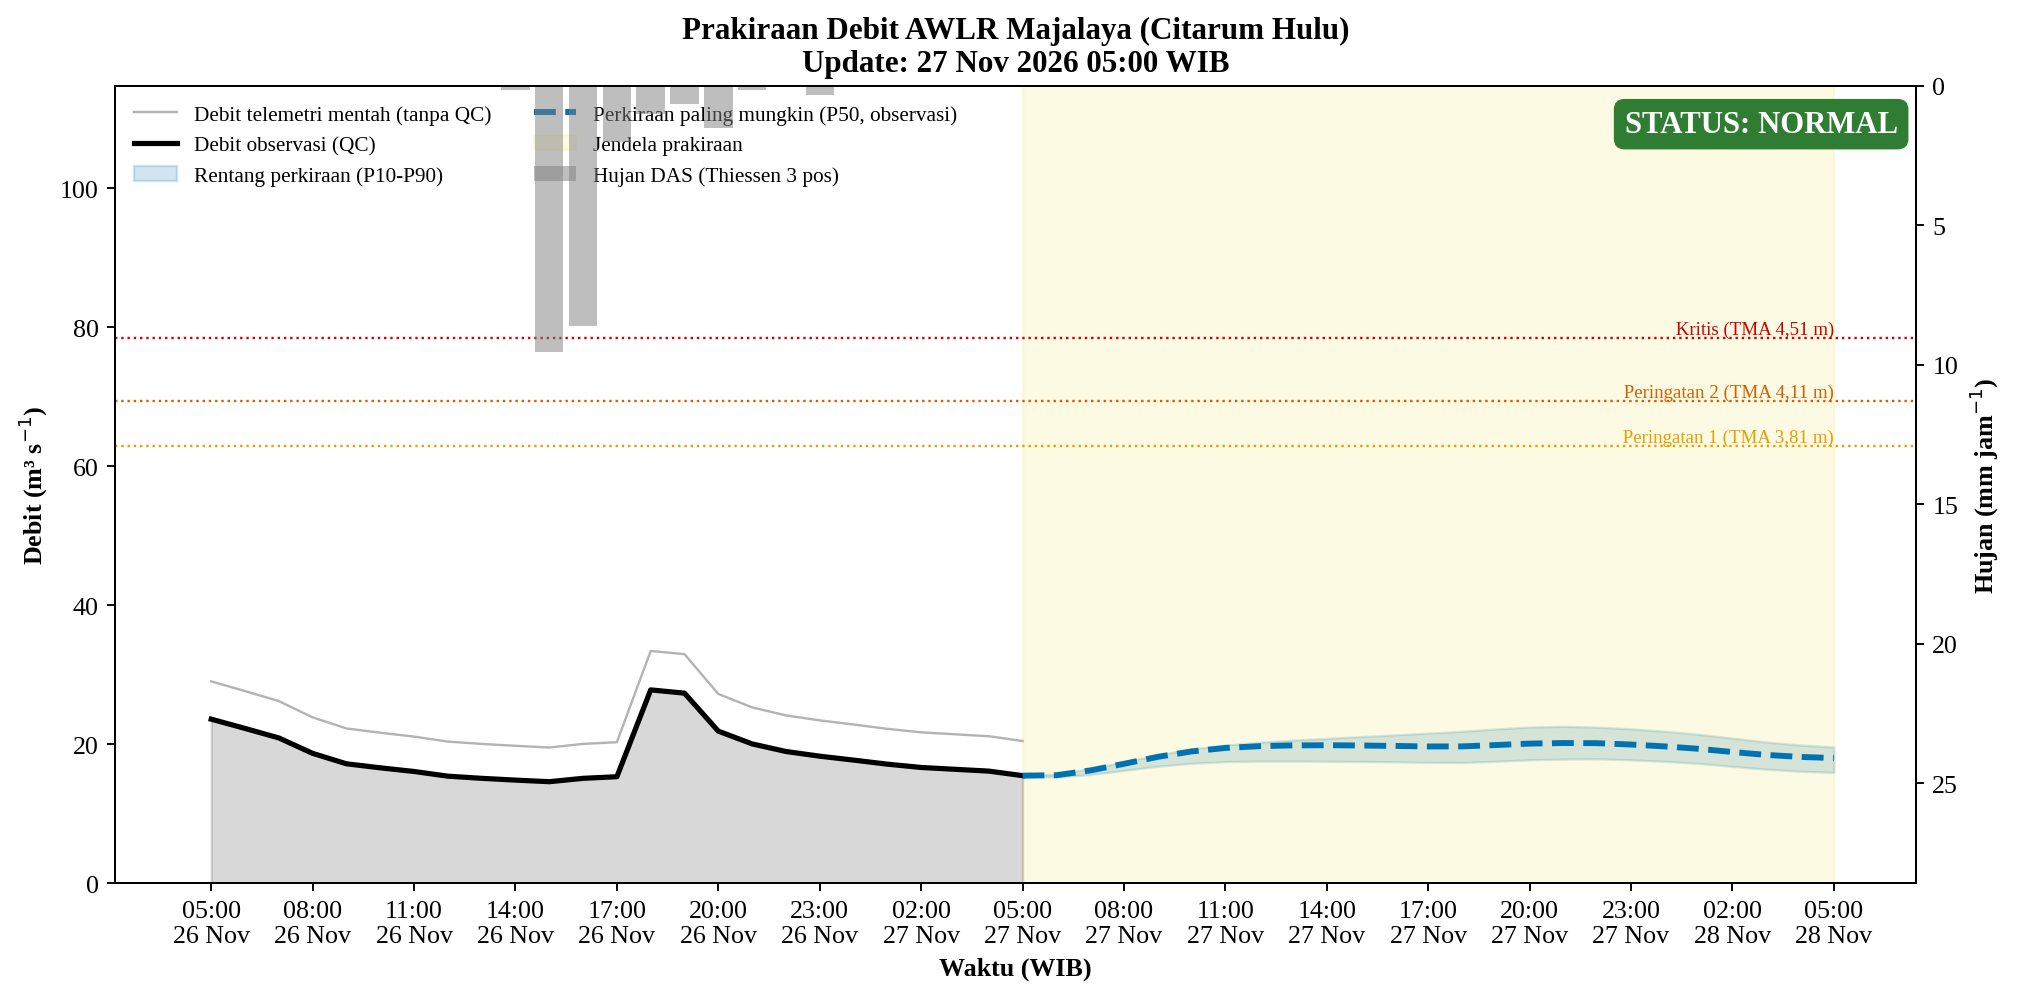 Prakiraan Debit AWLR Majalaya (Citarum Hulu)
Update: 27 Nov 2026 05:00 WIB
Debit telemetri mentah (tanpa QC)
Debit observasi (QC)
Rentang perkiraan (P10-P90)
Perkiraan paling mungkin (P50, observasi)
Jendela prakiraan
Hujan DAS (Thiessen 3 pos)
STATUS: NORMAL
Kritis (TMA 4,51 m)
Peringatan 2 (TMA 4,11 m)
Peringatan 1 (TMA 3,81 m)
Debit (m³ s⁻¹)
100
80
60
40
20
0
Hujan (mm jam⁻¹)
0
5
10
15
20
25
05:00 08:00 11:00 14:00 17:00 20:00 23:00 02:00 05:00 08:00 11:00 14:00 17:00 20:00 23:00 02:00 05:00
26 Nov 26 Nov 26 Nov 26 Nov 26 Nov 26 Nov 26 Nov 27 Nov 27 Nov 27 Nov 27 Nov 27 Nov 27 Nov 27 Nov 27 Nov 28 Nov 28 Nov
Waktu (WIB)